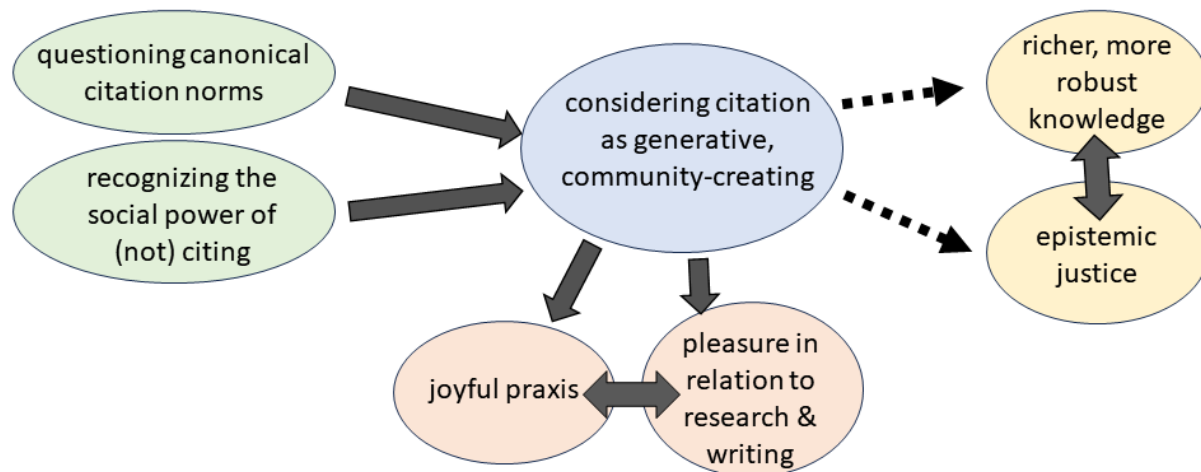 questioning canonical
citation norms
recognizing the
social power of
(not) citing
considering citation
as generative,
community-creating
richer, more
robust
knowledge
epistemic
justice
joyful praxis
pleasure in
relation to
research &
writing